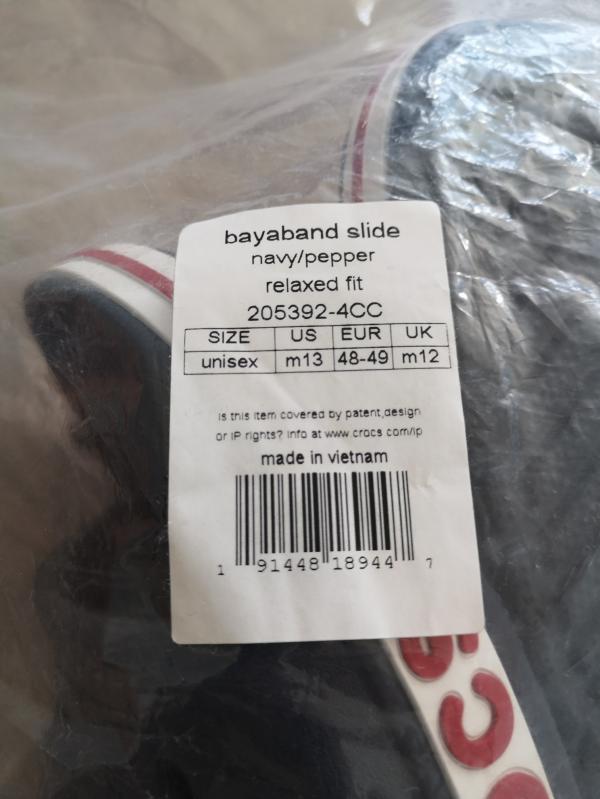 bayaband slide
navy/pepper
relaxed fit
205392-4CC
SIZE US EUR UK
unisex m13 48-49 m12
is this item covered by patent,design
or IP rights? info at www.crocs.com/ip
made in vietnam
1 91448 18944 7
cs